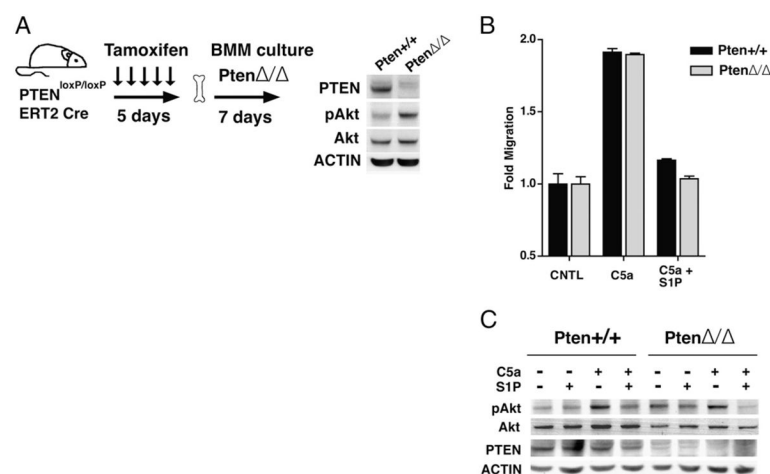 A
Tamoxifen
BMM culture
PtenΔ/Δ
PTEN loxP/loxP
ERT2 Cre
5 days
7 days
Pten+/+
PtenΔ/Δ
PTEN
pAkt
Akt
ACTIN
B
Fold Migration
2.0
1.5
1.0
0.5
CNTL
C5a
C5a +
S1P
Pten+/+
PtenΔ/Δ
C
Pten+/+ PtenΔ/Δ
C5a - - + + - - + +
S1P - + - + - + - +
pAkt
Akt
PTEN
ACTIN